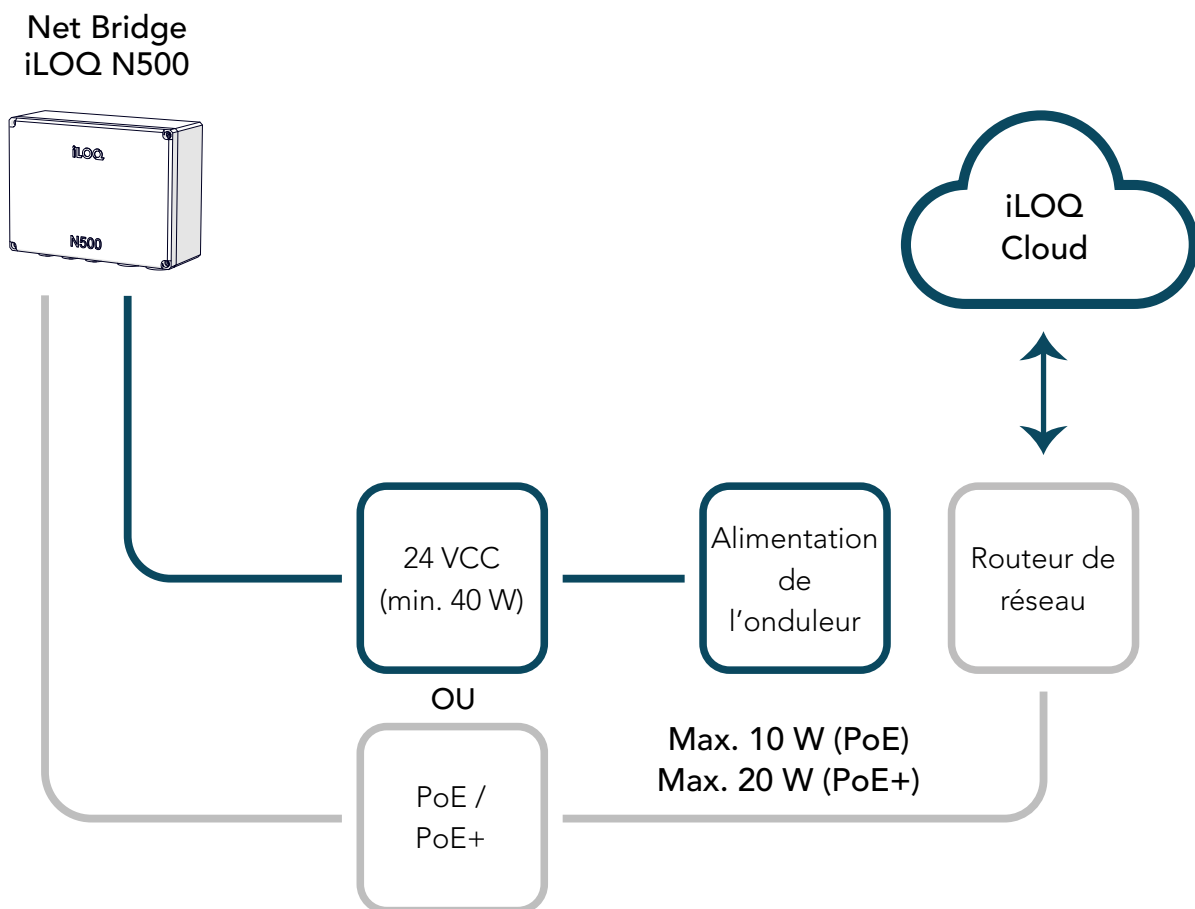 Net Bridge
iLOQ N500
iLOQ
N500
iLOQ
Cloud
24 VCC
(min. 40 W)
Alimentation
de
l'onduleur
Routeur de
réseau
OU
Max. 10 W (PoE)
Max. 20 W (PoE+)
PoE /
PoE+